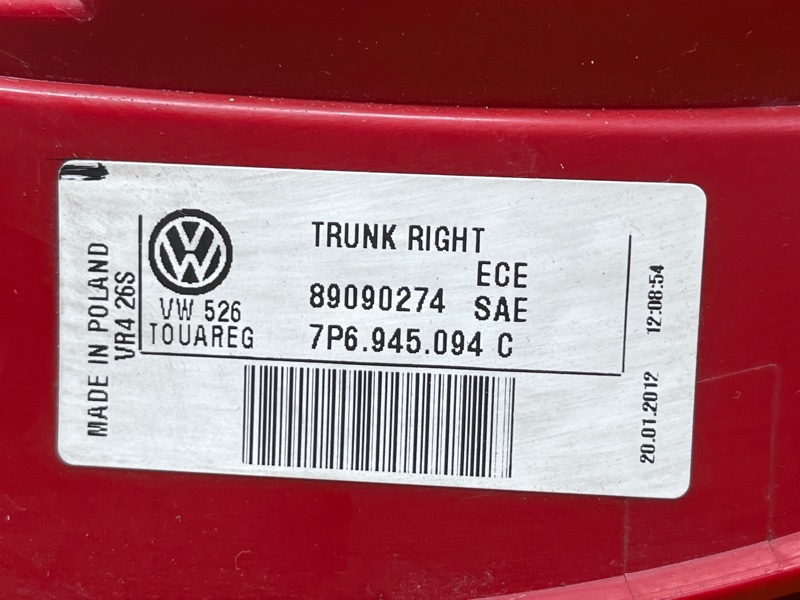 MADE IN POLAND
VR4 26S
VW 526
TOUAREG
TRUNK RIGHT
ECE
89090274 SAE
7P6.945.094 C
20.01.2012 12:08:54